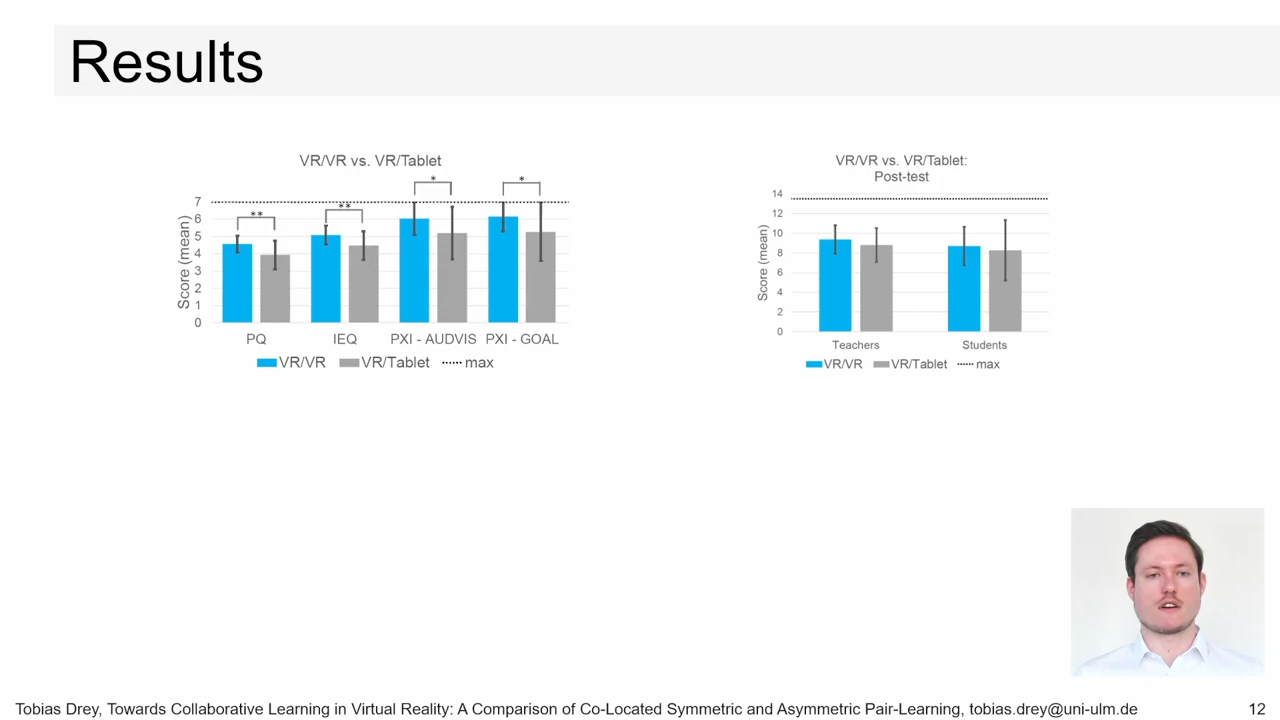 Results
VR/VR vs. VR/Tablet
** ** * *
7
6
5
4
3
2
1
0
Score (mean)
PQ IEQ PXI - AUDVIS PXI - GOAL
VR/VR VR/Tablet max
VR/VR vs. VR/Tablet:
Post-test
14
12
10
8
6
4
2
0
Score (mean)
Teachers Students
VR/VR VR/Tablet max
Tobias Drey, Towards Collaborative Learning in Virtual Reality: A Comparison of Co-Located Symmetric and Asymmetric Pair-Learning, tobias.drey@uni-ulm.de 12